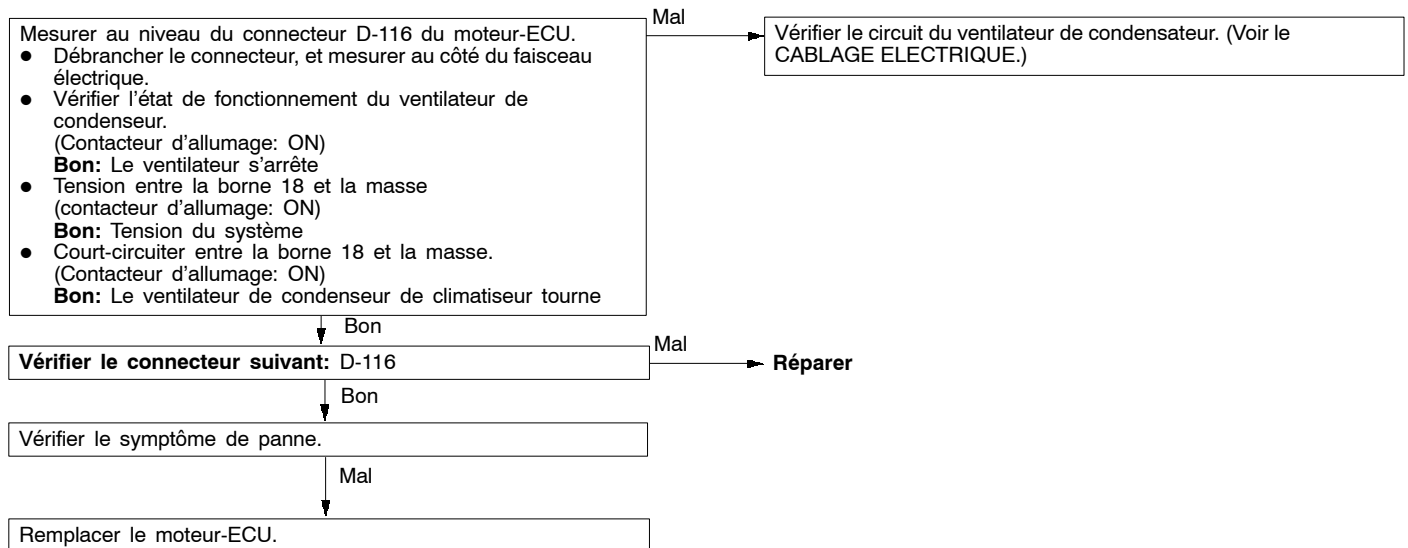 Mesurer au niveau du connecteur D-116 du moteur-ECU.
● Débrancher le connecteur, et mesurer au côté du faisceau
électrique.
● Vérifier l'état de fonctionnement du ventilateur de
condenseur.
(Contacteur d'allumage: ON)
Bon: Le ventilateur s'arrête
● Tension entre la borne 18 et la masse
(contacteur d'allumage: ON)
Bon: Tension du système
● Court-circuiter entre la borne 18 et la masse.
(Contacteur d'allumage: ON)
Bon: Le ventilateur de condenseur de climatiseur tourne
Mal
Vérifier le circuit du ventilateur de condensateur. (Voir le
CABLAGE ELECTRIQUE.)
Bon
Vérifier le connecteur suivant: D-116
Mal
Réparer
Bon
Vérifier le symptôme de panne.
Mal
Remplacer le moteur-ECU.